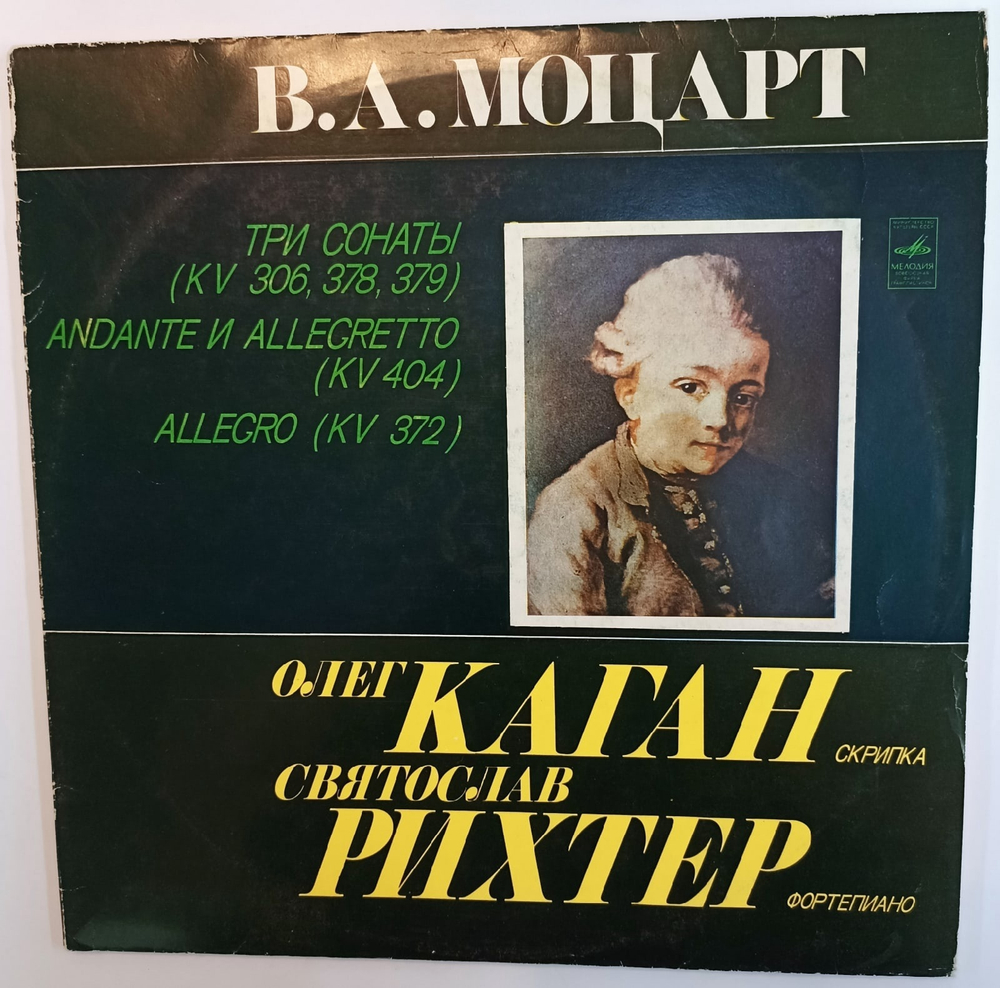 В. А. МОЦАРТ
ТРИ СОНАТЫ
(KV 306, 378, 379)
ANDANTE И ALLEGRETTO
(KV 404)
ALLEGRO (KV 372)
МЕЛОДИЯ
ОЛЕГ КАГАН СКРИПКА
СВЯТОСЛАВ
РИХТЕР ФОРТЕПИАНО